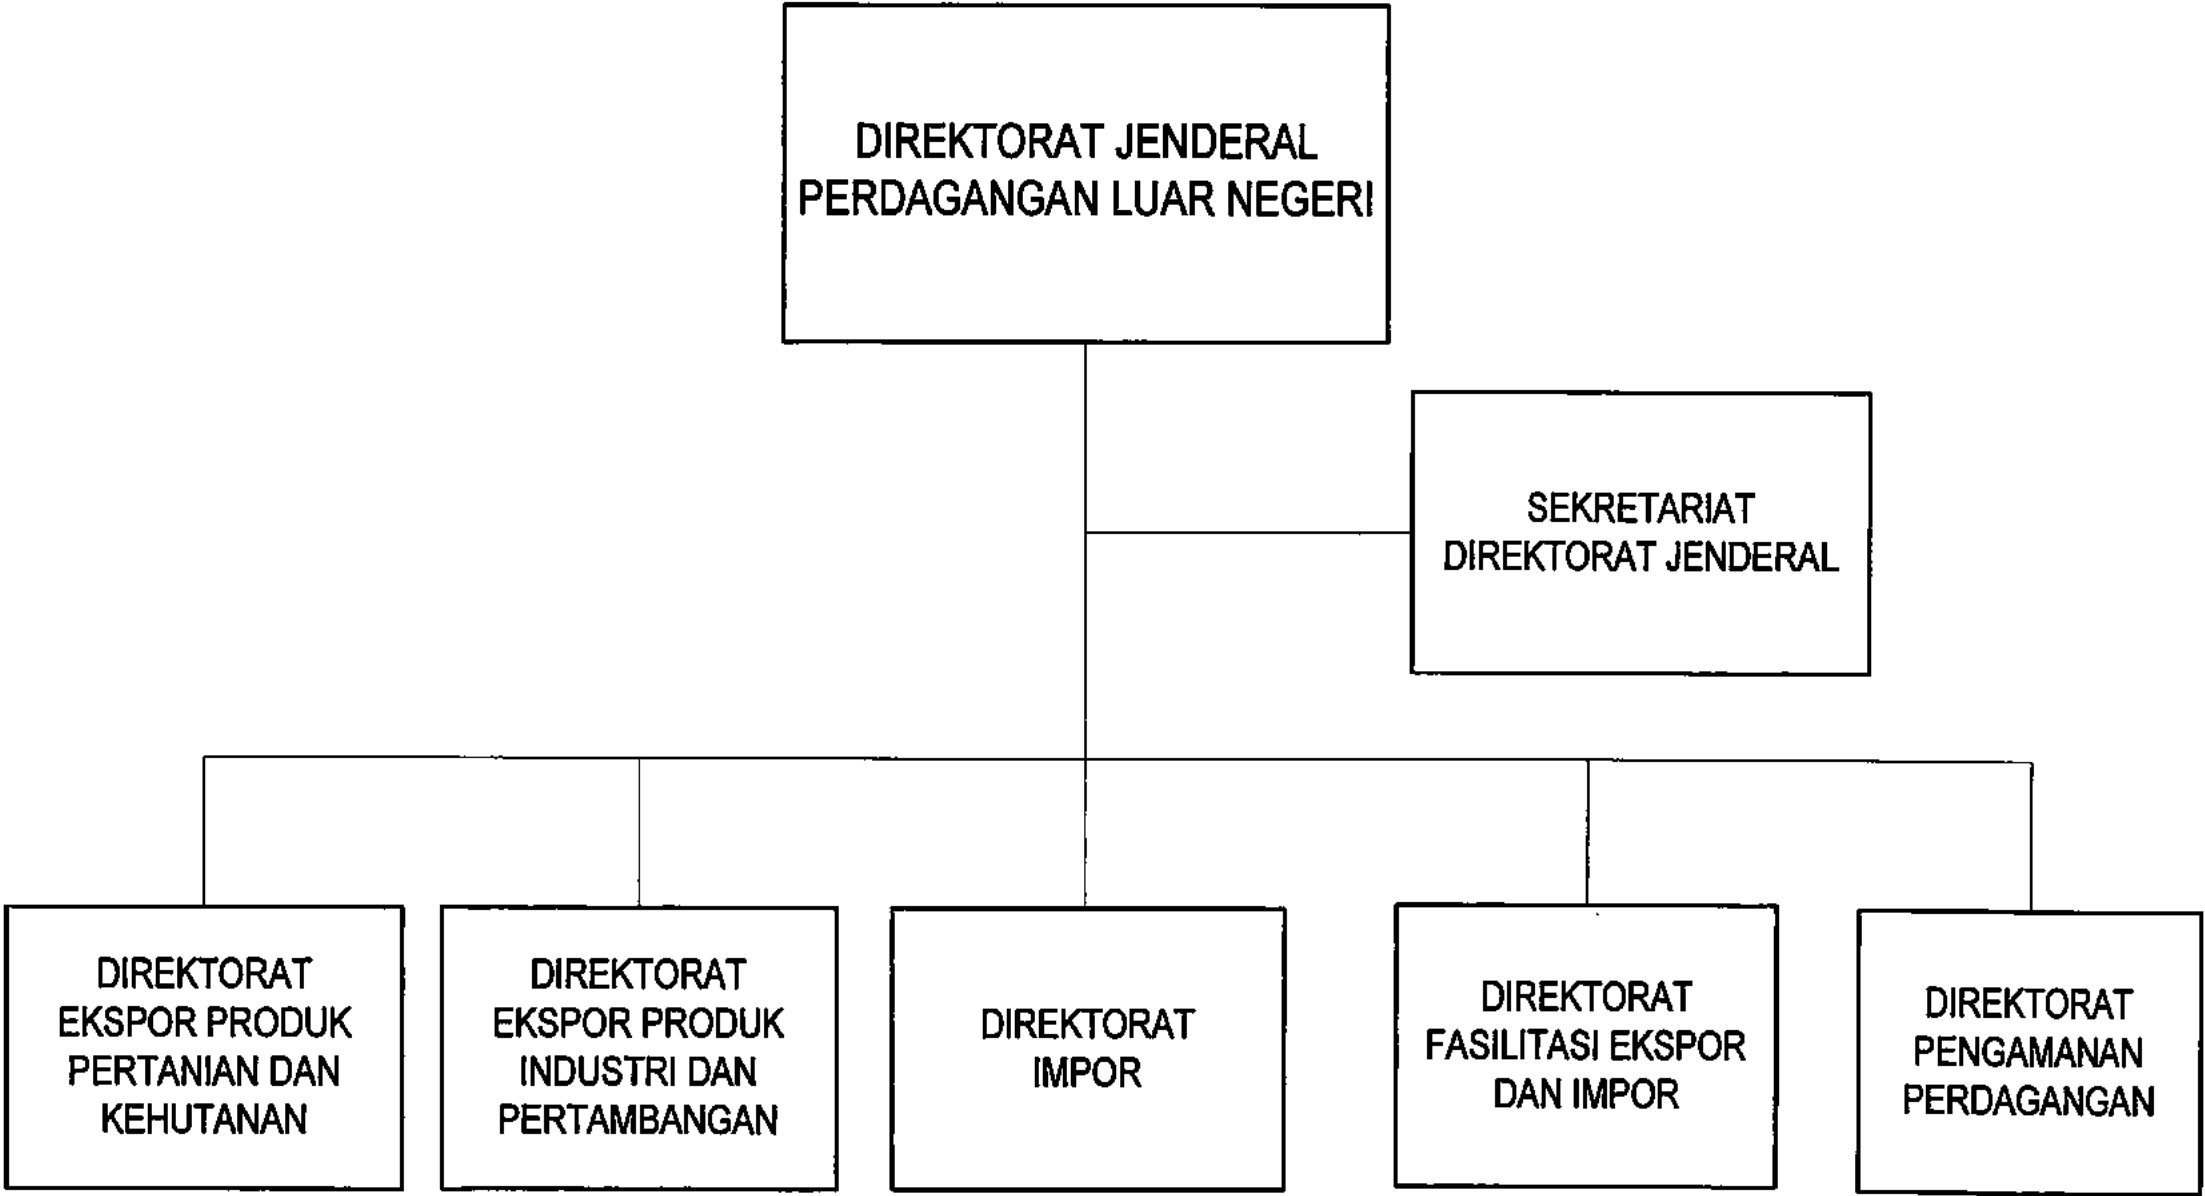 DIREKTORAT JENDERAL
PERDAGANGAN LUAR NEGERI
SEKRETARIAT
DIREKTORAT JENDERAL
DIREKTORAT
EKSPOR PRODUK
PERTANIAN DAN
KEHUTANAN
DIREKTORAT
EKSPOR PRODUK
INDUSTRI DAN
PERTAMBANGAN
DIREKTORAT
IMPOR
DIREKTORAT
FASILITASI EKSPOR
DAN IMPOR
DIREKTORAT
PENGAMANAN
PERDAGANGAN